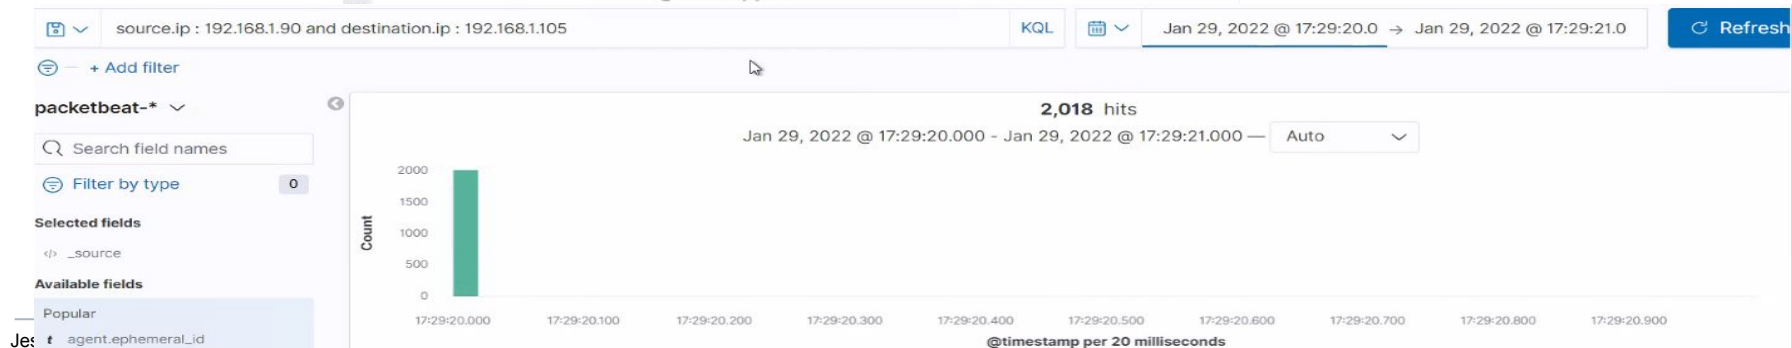 source.ip : 192.168.1.90 and destination.ip : 192.168.1.105 KQL Jan 29, 2022 @ 17:29:20.0 → Jan 29, 2022 @ 17:29:21.0 Refresh
+ Add filter
packetbeat-*
2,018 hits
Search field names
Jan 29, 2022 @ 17:29:20.000 - Jan 29, 2022 @ 17:29:21.000 — Auto
Filter by type 0
Selected fields
</> _source
Available fields
Popular
t agent.ephemeral_id
Count
2000
1500
1000
500
0
17:29:20.000 17:29:20.100 17:29:20.200 17:29:20.300 17:29:20.400 17:29:20.500 17:29:20.600 17:29:20.700 17:29:20.800 17:29:20.900
@timestamp per 20 milliseconds